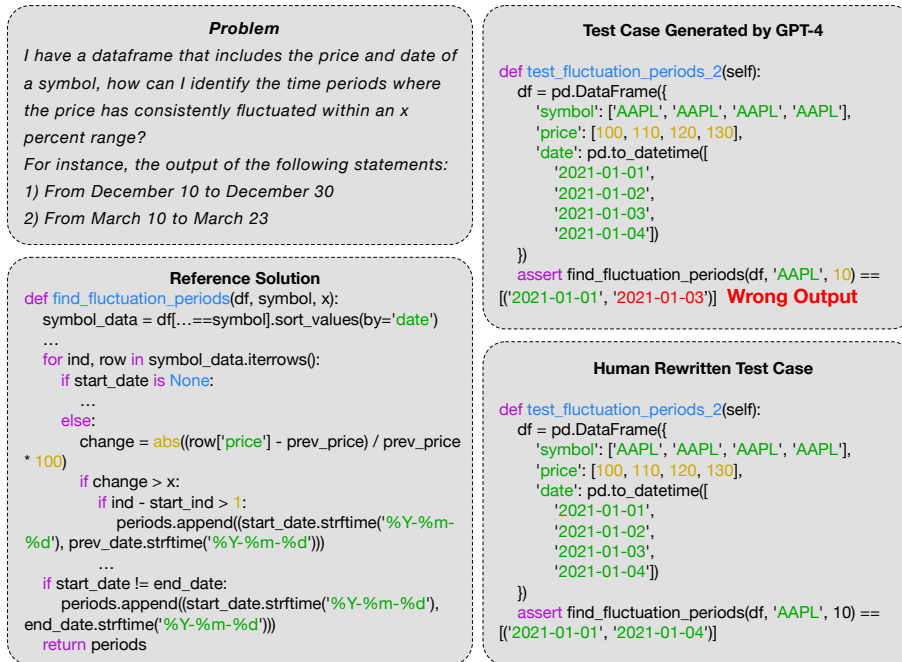 Problem
I have a dataframe that includes the price and date of
a symbol, how can I identify the time periods where
the price has consistently fluctuated within an x
percent range?
For instance, the output of the following statements:
1) From December 10 to December 30
2) From March 10 to March 23
Reference Solution
def find_fluctuation_periods(df, symbol, x):
symbol_data = df[…==symbol].sort_values(by='date')
…
for ind, row in symbol_data.iterrows():
if start_date is None:
…
else:
change = abs((row['price'] - prev_price) / prev_price
* 100)
if change > x:
if ind - start_ind > 1:
periods.append((start_date.strftime('%Y-%m-
%d'), prev_date.strftime('%Y-%m-%d')))
…
if start_date != end_date:
periods.append((start_date.strftime('%Y-%m-%d'),
end_date.strftime('%Y-%m-%d')))
return periods
Test Case Generated by GPT-4
def test_fluctuation_periods_2(self):
df = pd.DataFrame({
'symbol': ['AAPL', 'AAPL', 'AAPL', 'AAPL'],
'price': [100, 110, 120, 130],
'date': pd.to_datetime([
'2021-01-01',
'2021-01-02',
'2021-01-03',
'2021-01-04'])
})
assert find_fluctuation_periods(df, 'AAPL', 10) ==
[('2021-01-01', '2021-01-03')] Wrong Output
Human Rewritten Test Case
def test_fluctuation_periods_2(self):
df = pd.DataFrame({
'symbol': ['AAPL', 'AAPL', 'AAPL', 'AAPL'],
'price': [100, 110, 120, 130],
'date': pd.to_datetime([
'2021-01-01',
'2021-01-02',
'2021-01-03',
'2021-01-04'])
})
assert find_fluctuation_periods(df, 'AAPL', 10) ==
[('2021-01-01', '2021-01-04')]